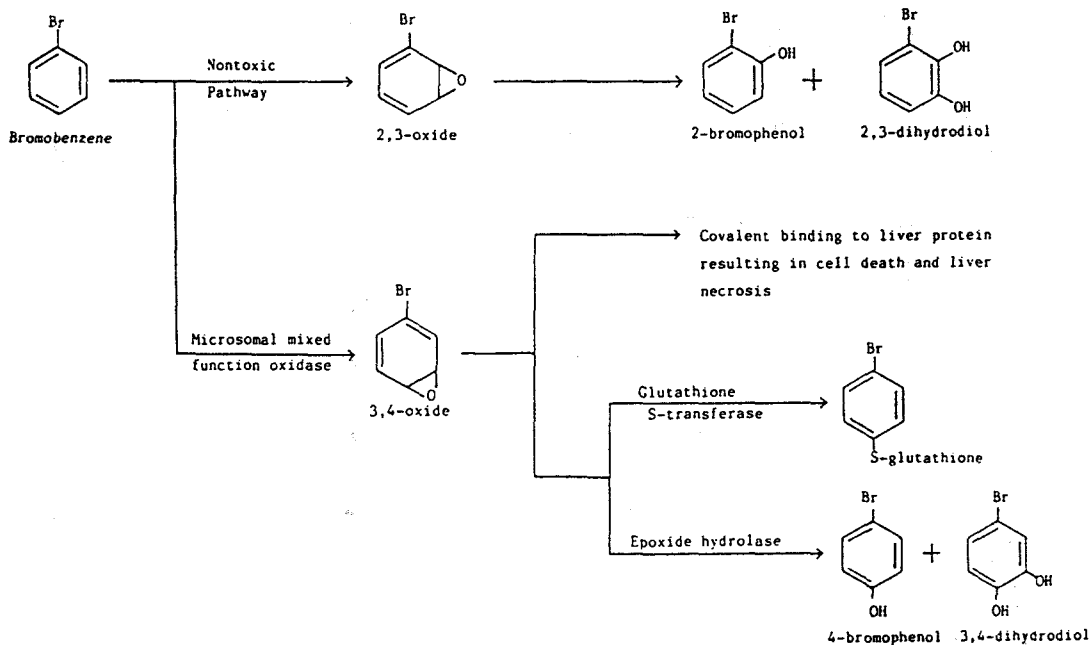 Br
Bromobenzene
Nontoxic
Pathway
Br
O
2,3-oxide
Br
OH
2-bromophenol
+
Br
OH
OH
2,3-dihydrodiol
Microsomal mixed
function oxidase
Br
O
3,4-oxide
Covalent binding to liver protein
resulting in cell death and liver
necrosis
Glutathione
S-transferase
Br
S-glutathione
Epoxide hydrolase
Br
OH
4-bromophenol
+
Br
OH
OH
3,4-dihydrodiol